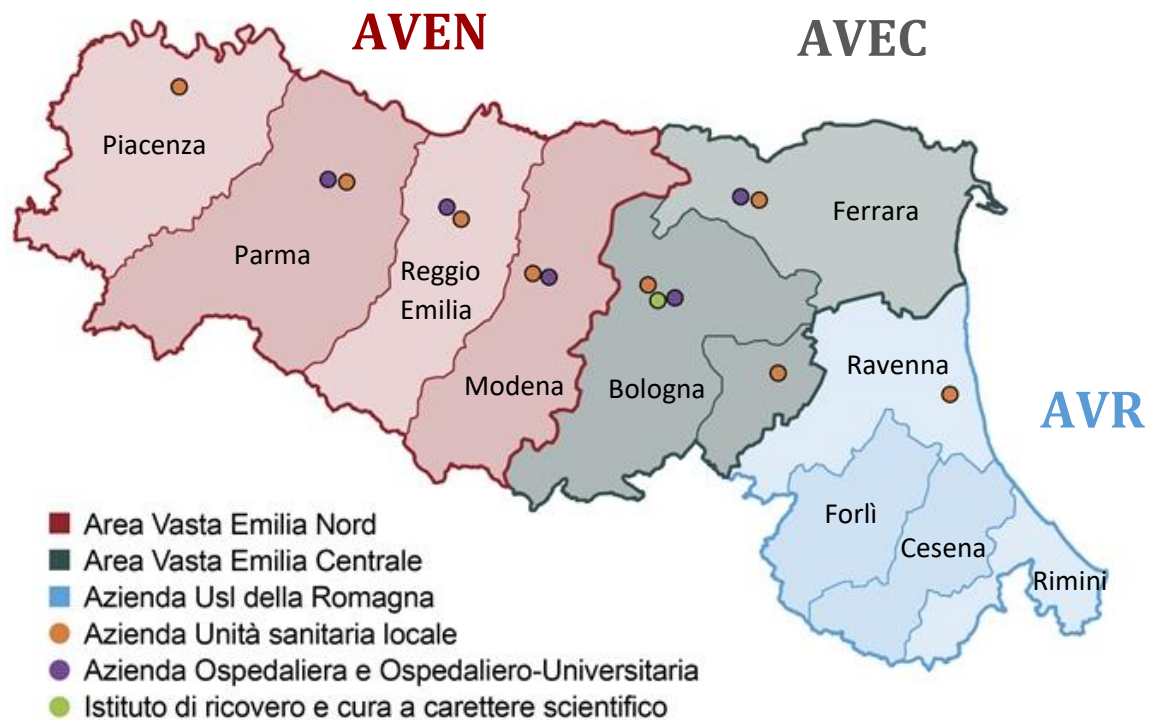 AVEN
AVEC
Piacenza
Ferrara
Parma
Reggio
Emilia
Ravenna
Modena
Bologna
AVR
Forlì
Cesena
Rimini
Area Vasta Emilia Nord
Area Vasta Emilia Centrale
Azienda Usl della Romagna
Azienda Unità sanitaria locale
Azienda Ospedaliera e Ospedaliero-Universitaria
Istituto di ricovero e cura a carettere scientifico